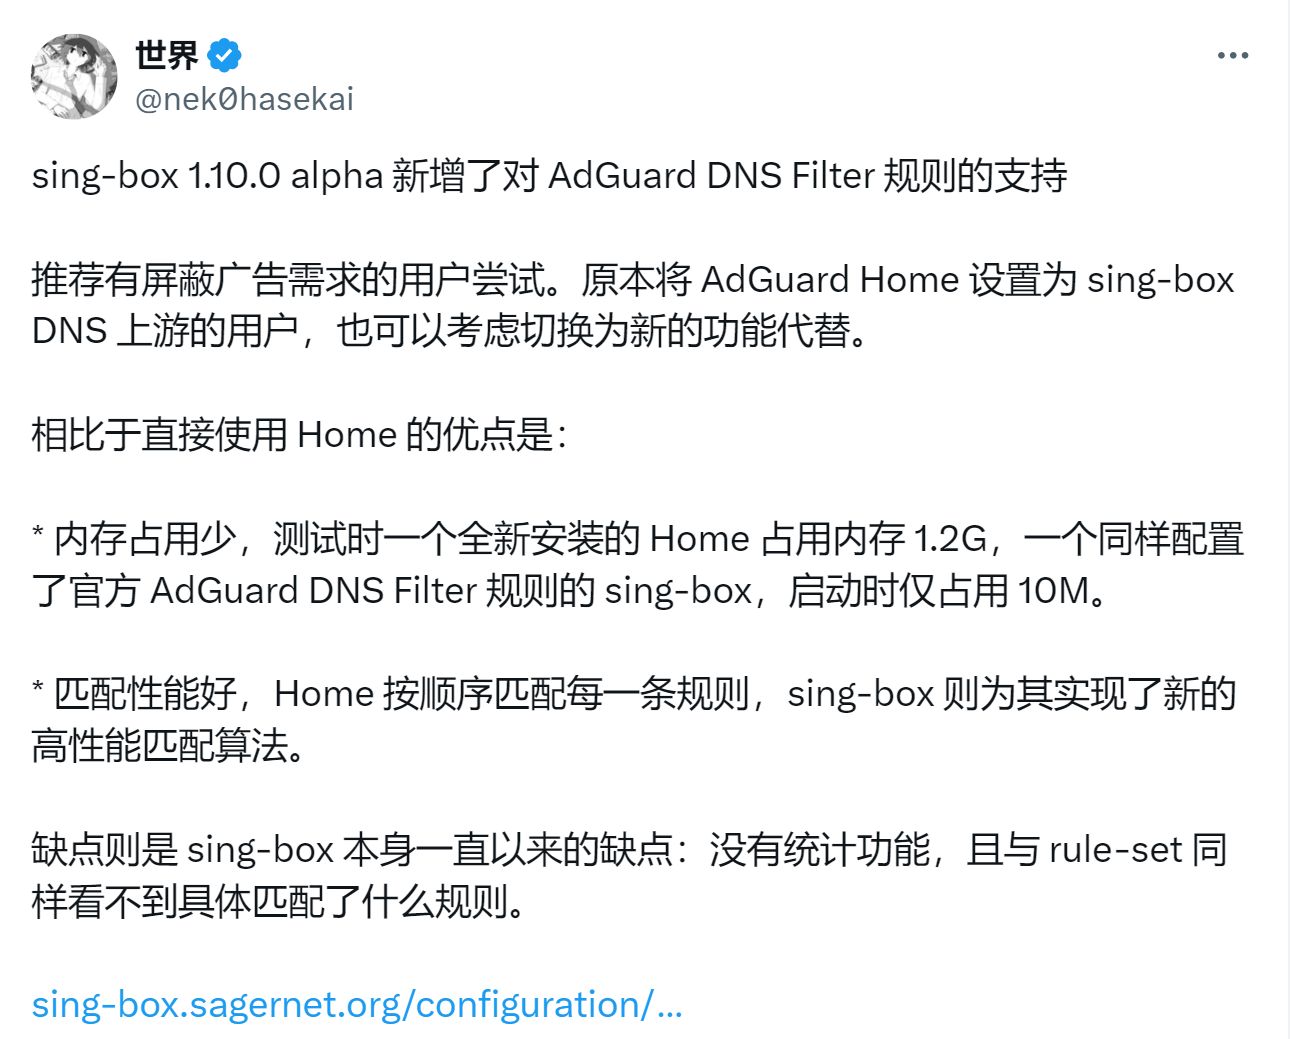 世界
@nek0hasekai
sing-box 1.10.0 alpha 新增了对 AdGuard DNS Filter 规则的支持
推荐有屏蔽广告需求的用户尝试。原本将 AdGuard Home 设置为 sing-box
DNS 上游的用户，也可以考虑切换为新的功能代替。
相比于直接使用 Home 的优点是：
* 内存占用少，测试时一个全新安装的 Home 占用内存 1.2G，一个同样配置
了官方 AdGuard DNS Filter 规则的 sing-box，启动时仅占用 10M。
* 匹配性能好，Home 按顺序匹配每一条规则，sing-box 则为其实现了新的
高性能匹配算法。
缺点则是 sing-box 本身一直以来的缺点：没有统计功能，且与 rule-set 同
样看不到具体匹配了什么规则。
sing-box.sagernet.org/configuration/…